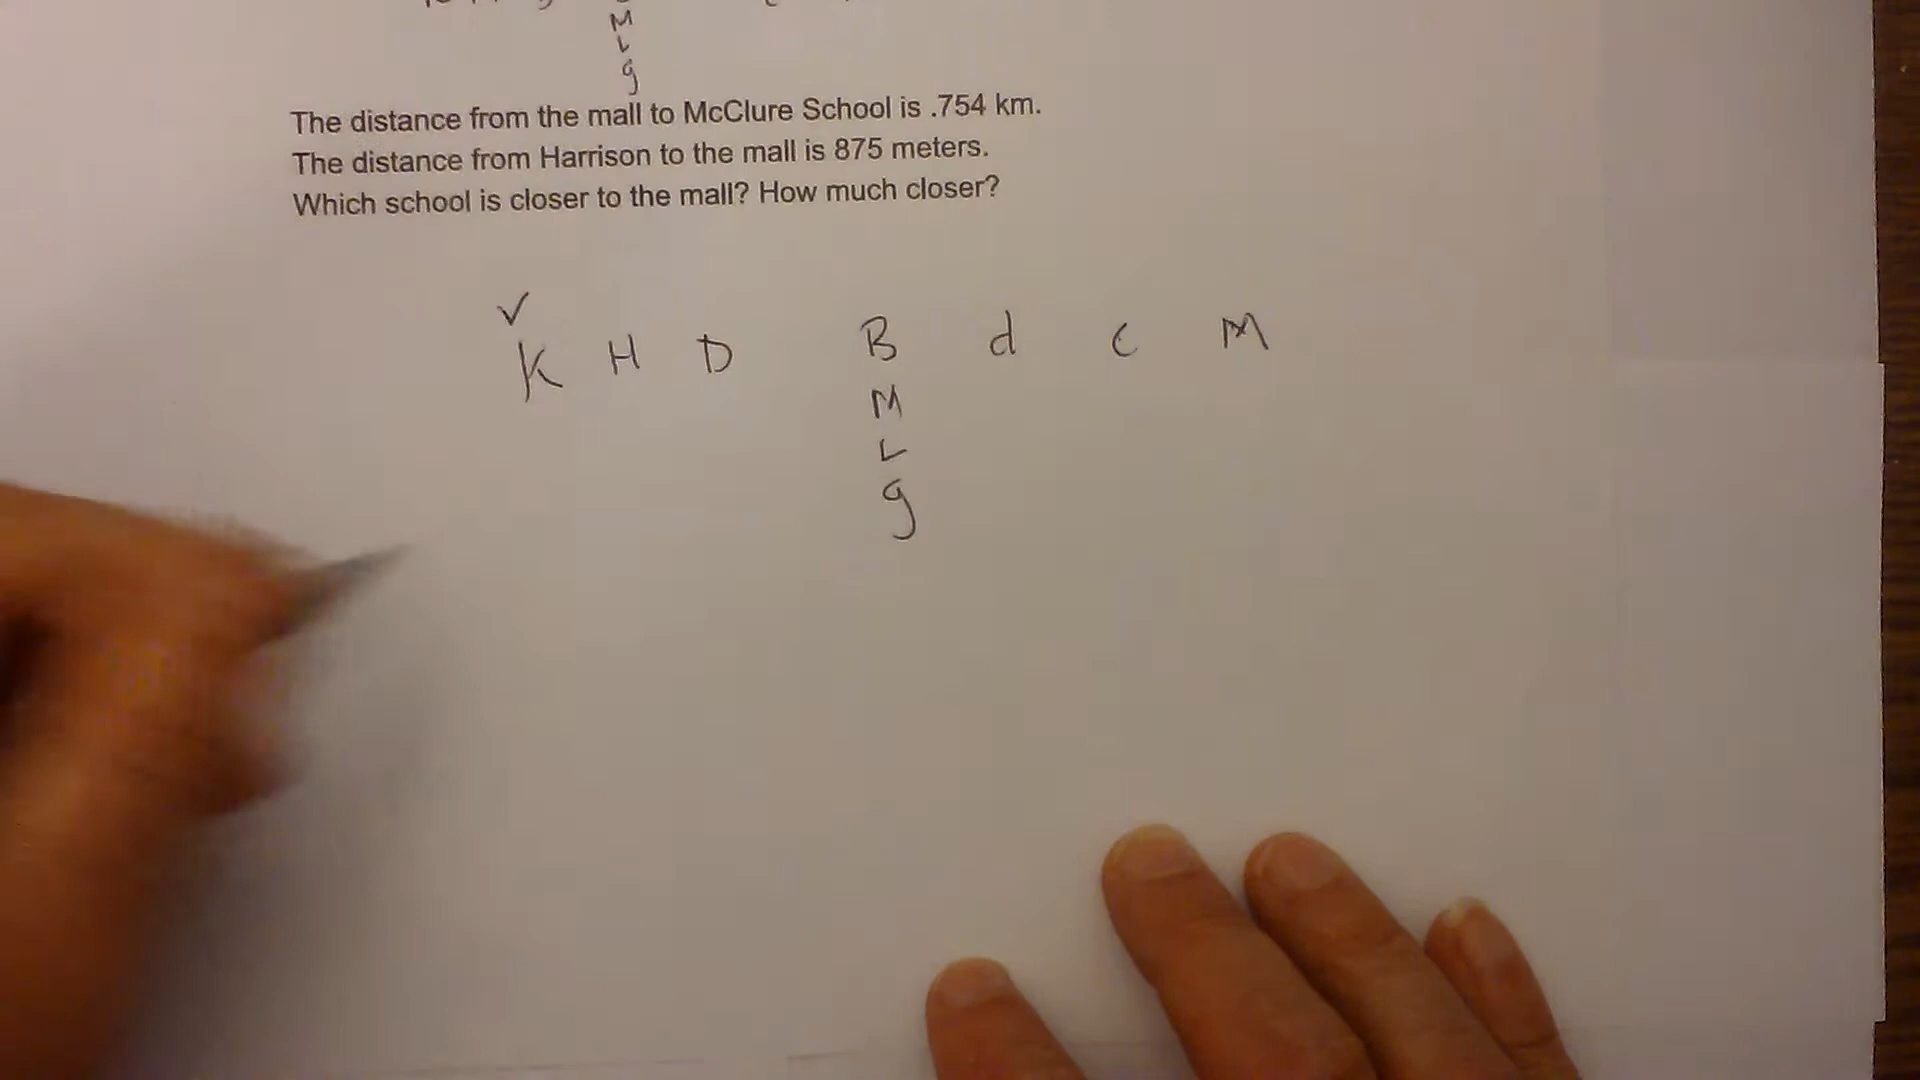 M
L
g
The distance from the mall to McClure School is .754 km.
The distance from Harrison to the mall is 875 meters.
Which school is closer to the mall? How much closer?
✓
K H D B d c M
M
L
g